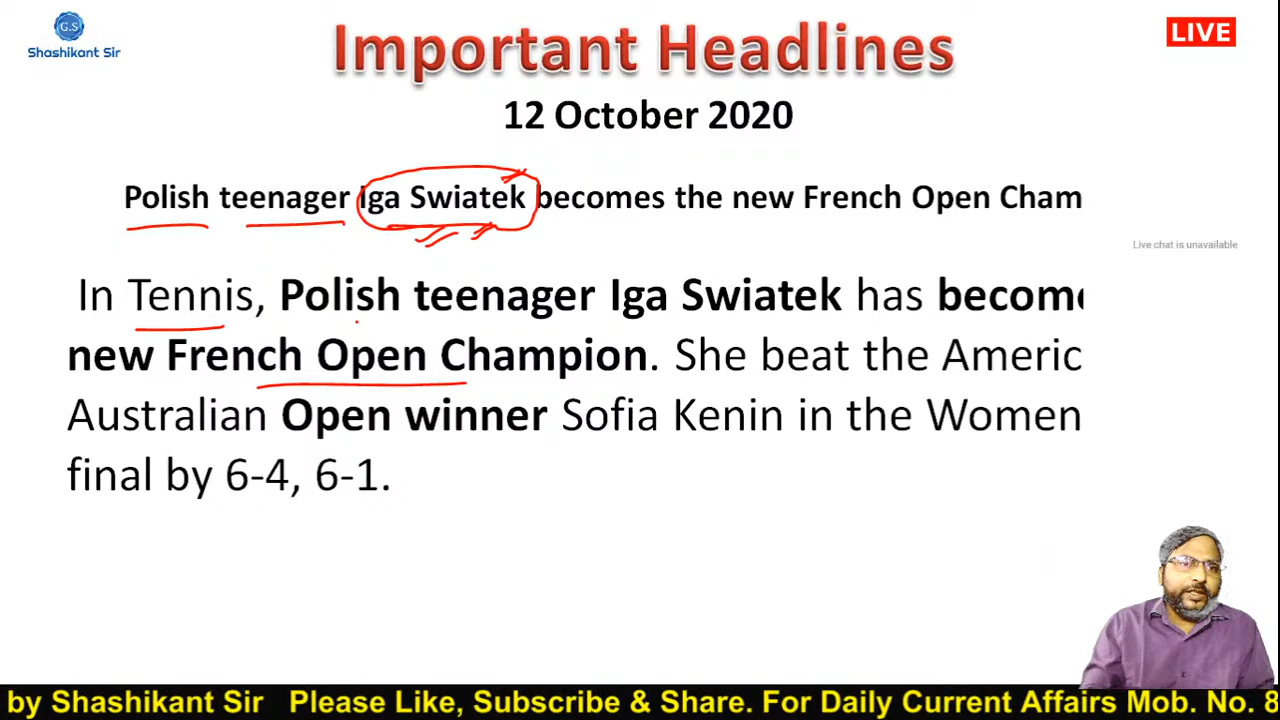 G.S
Shashikant Sir
Important Headlines
LIVE
12 October 2020
Polish teenager Iga Swiatek becomes the new French Open Cham
Live chat is unavailable
In Tennis, Polish teenager Iga Swiatek has become
new French Open Champion. She beat the Americ
Australian Open winner Sofia Kenin in the Women
final by 6-4, 6-1.
by Shashikant Sir Please Like, Subscribe & Share. For Daily Current Affairs Mob. No. 8